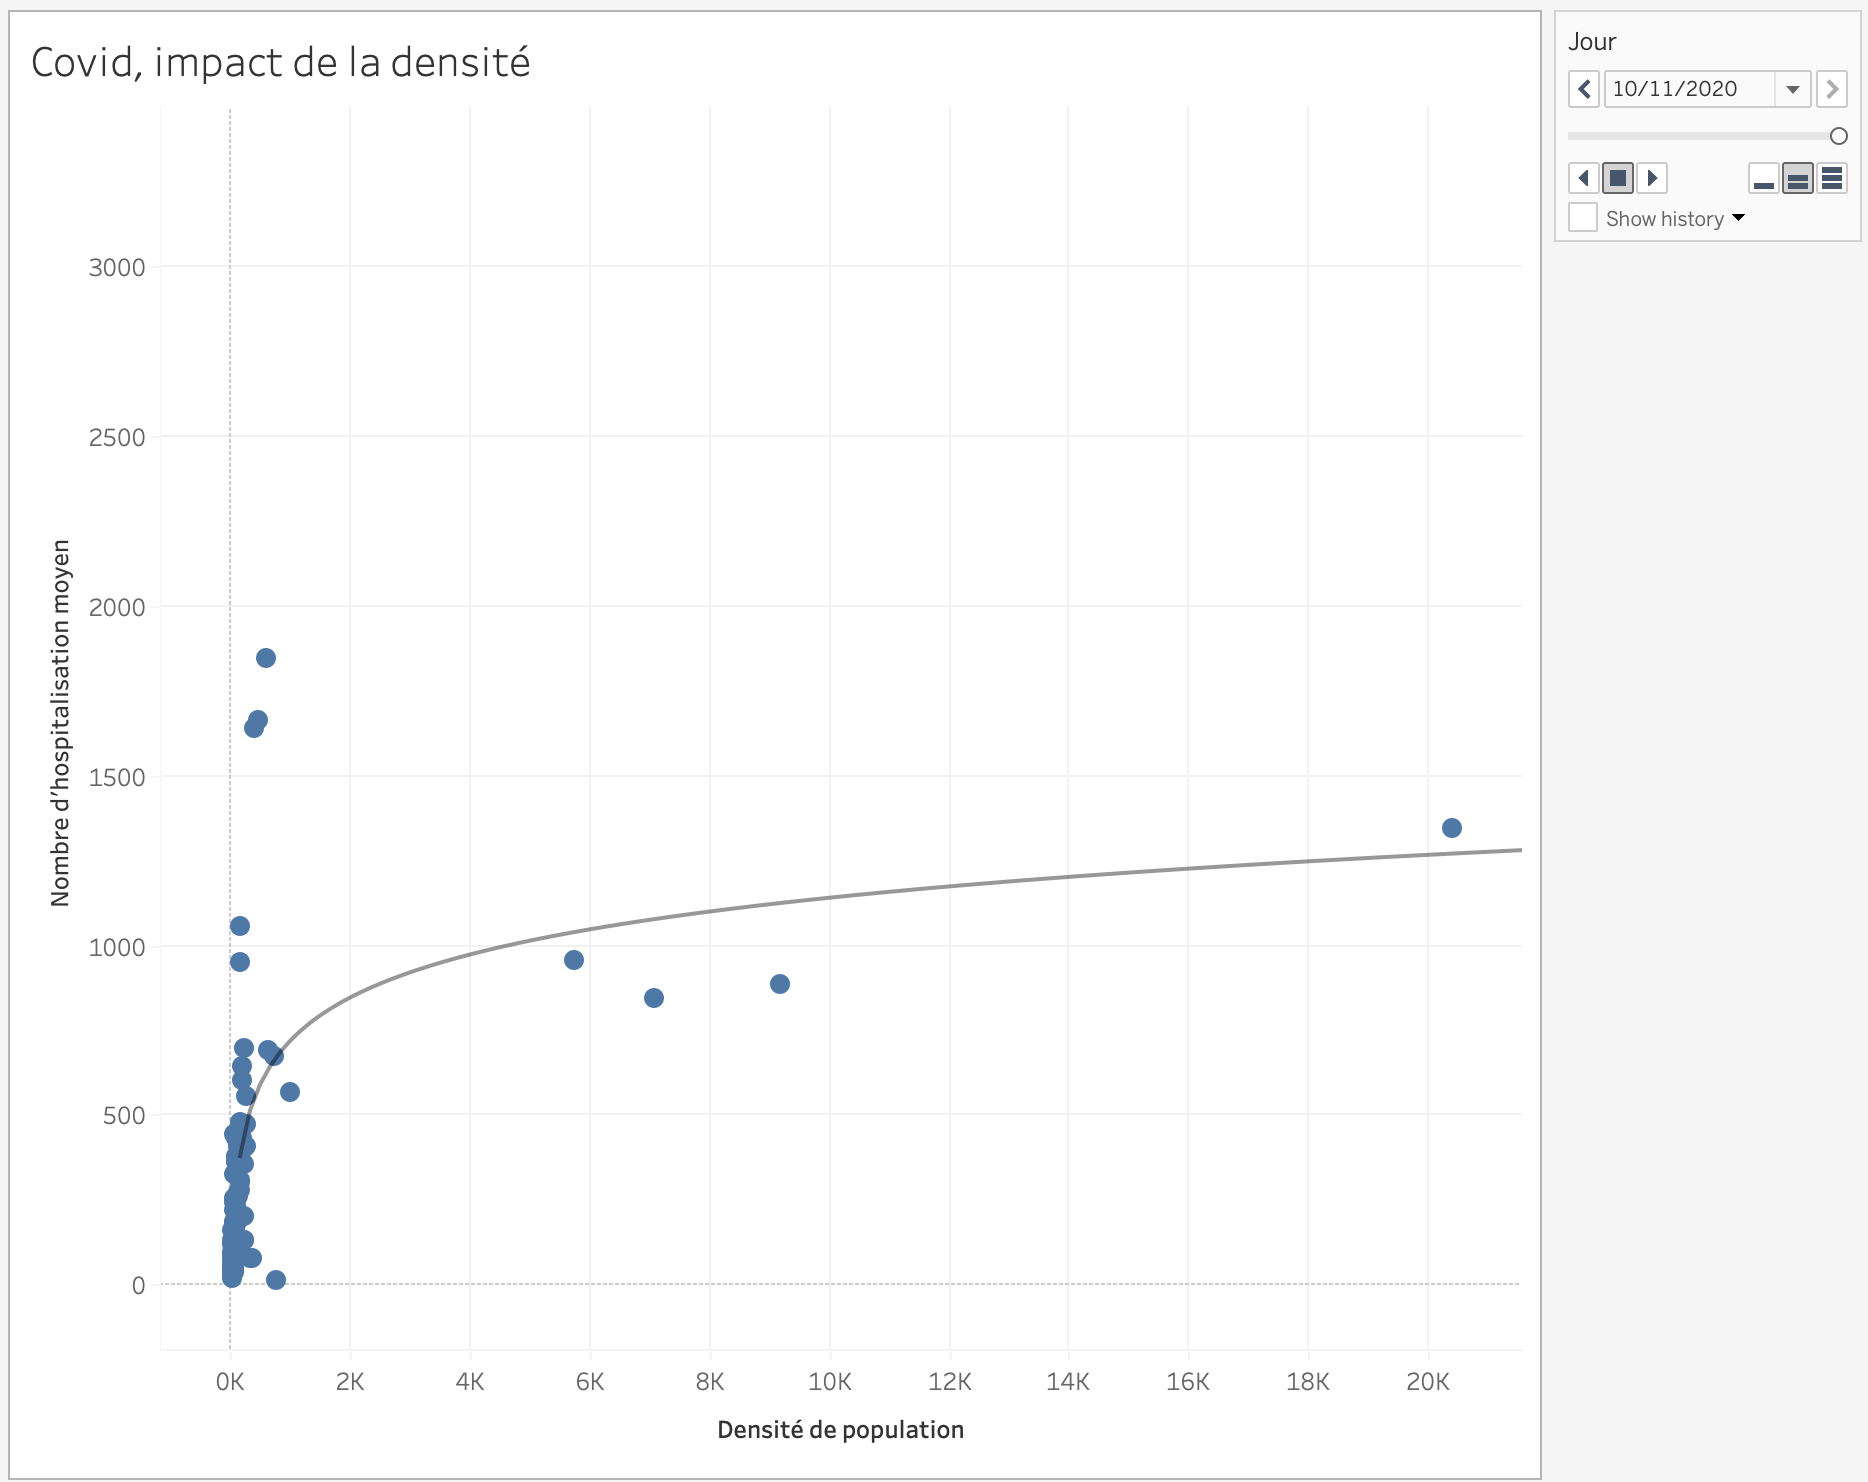 Covid, impact de la densité
Jour
10/11/2020
Show history
Nombre d'hospitalisation moyen
3000
2500
2000
1500
1000
500
0
0K 2K 4K 6K 8K 10K 12K 14K 16K 18K 20K
Densité de population